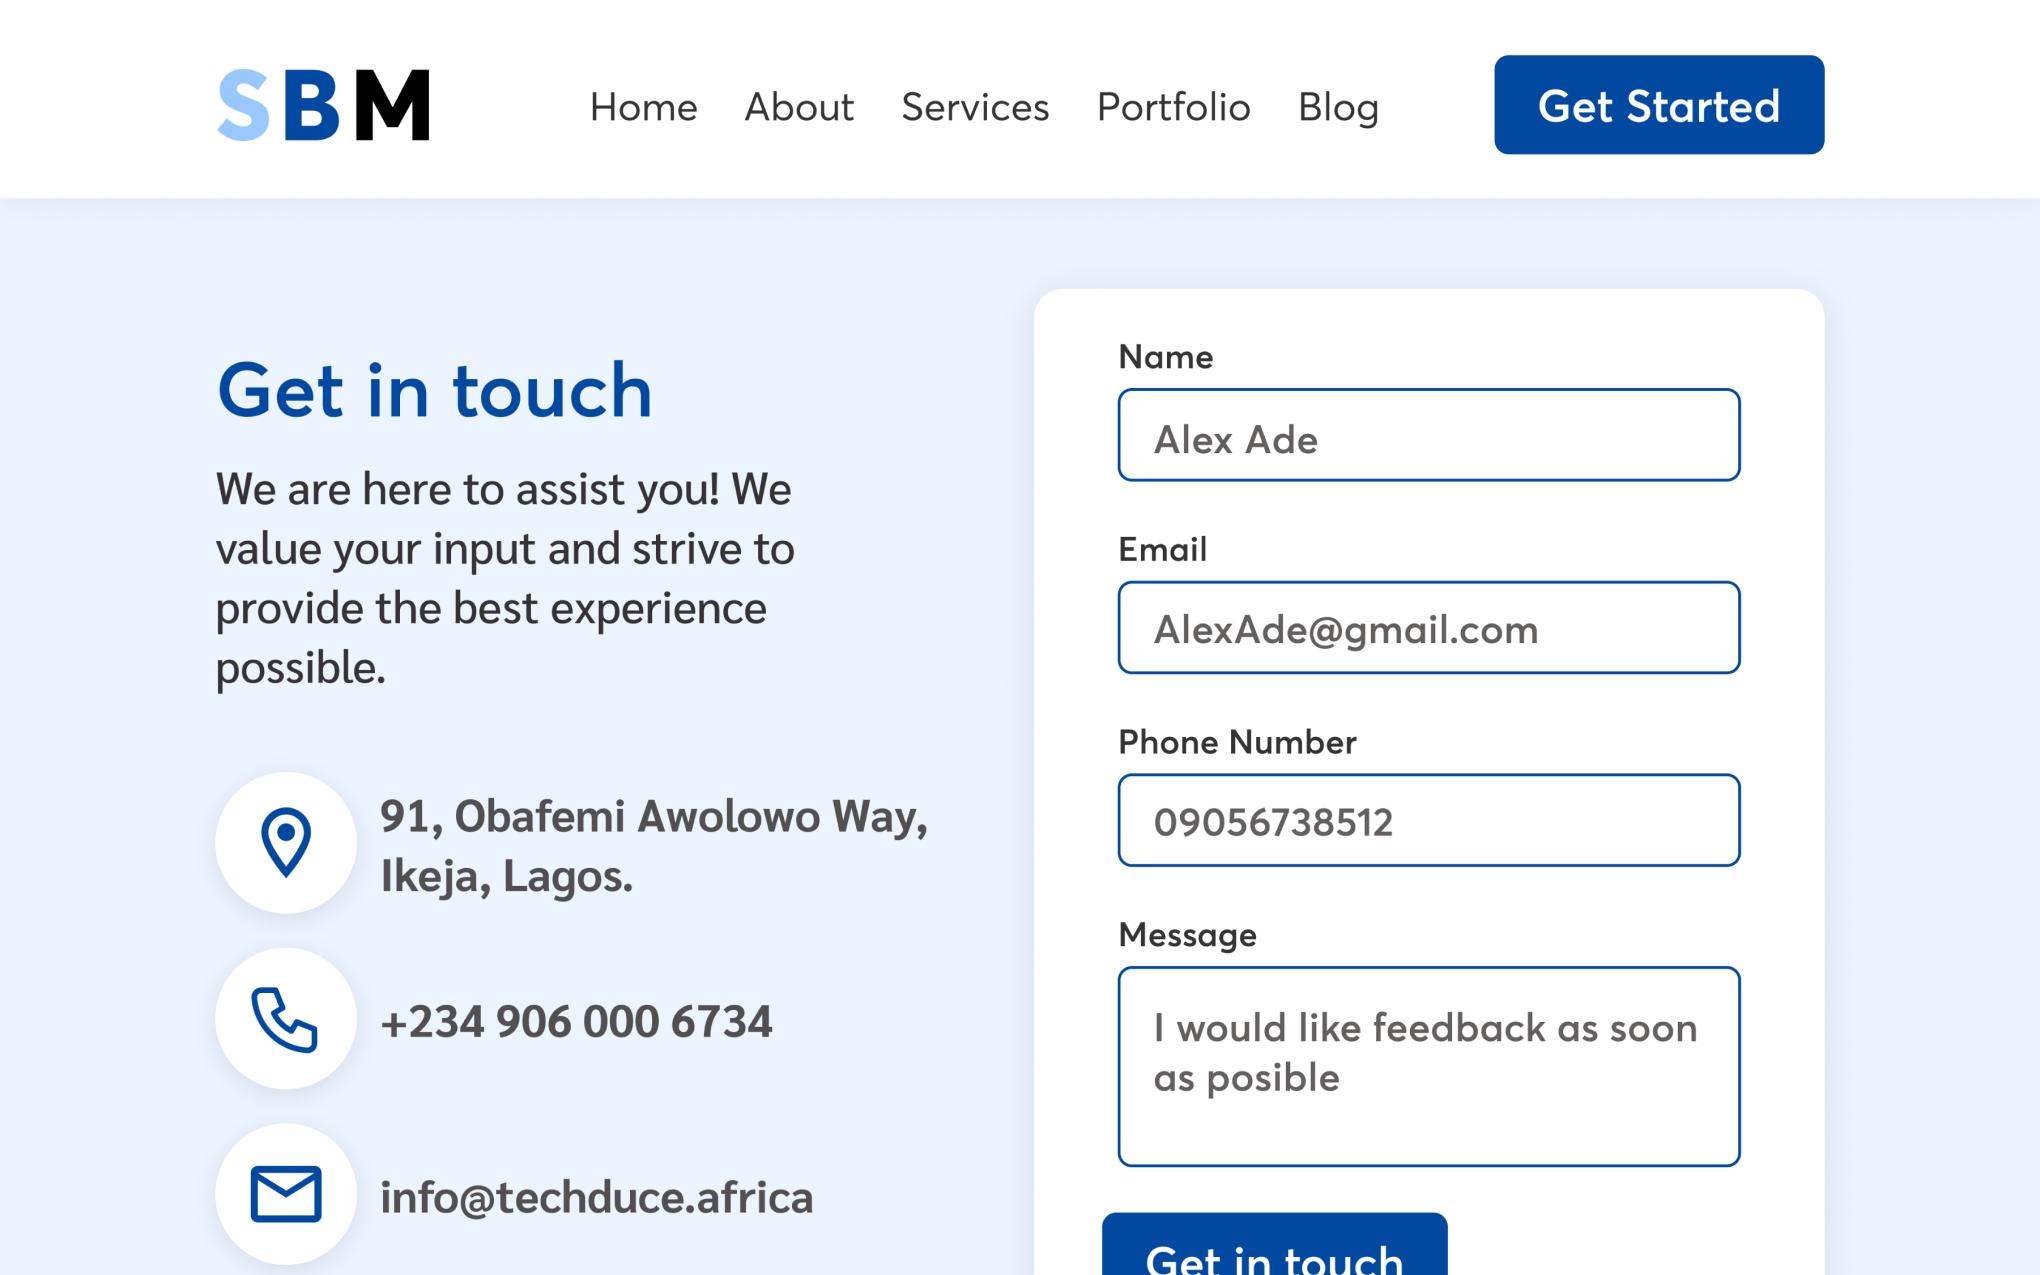 SBM
Home About Services Portfolio Blog
Get Started
Get in touch
We are here to assist you! We
value your input and strive to
provide the best experience
possible.
91, Obafemi Awolowo Way,
Ikeja, Lagos.
+234 906 000 6734
info@techduce.africa
Name
Alex Ade
Email
AlexAde@gmail.com
Phone Number
09056738512
Message
I would like feedback as soon
as posible
Get in touch